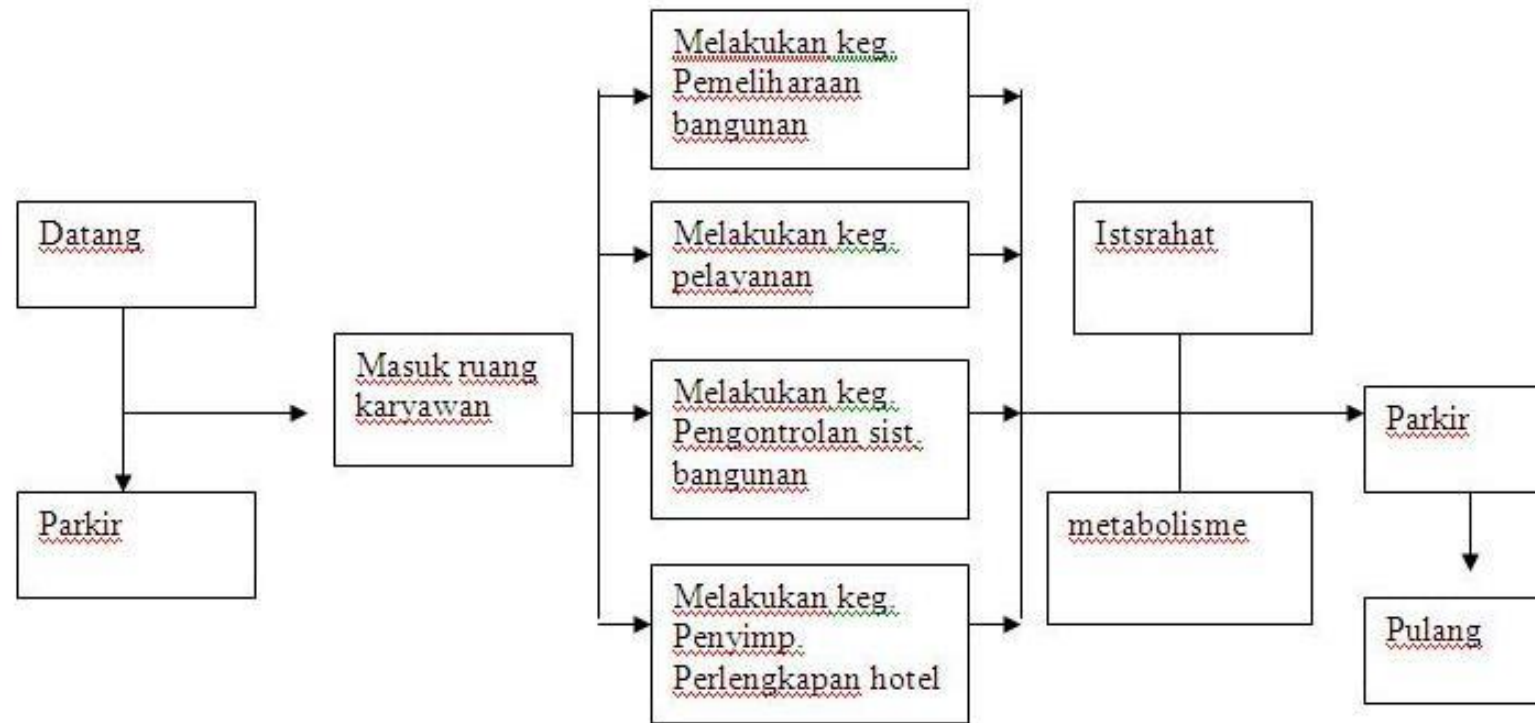 Datang
Parkir
Masuk ruang
karyawan
Melakukan keg.
Pemeliharaan
bangunan
Melakukan keg.
pelayanan
Melakukan keg.
Pengontrolan sist.
bangunan
Melakukan keg.
Penyimp.
Perlengkapan hotel
Istsrahat
metabolisme
Parkir
Pulang